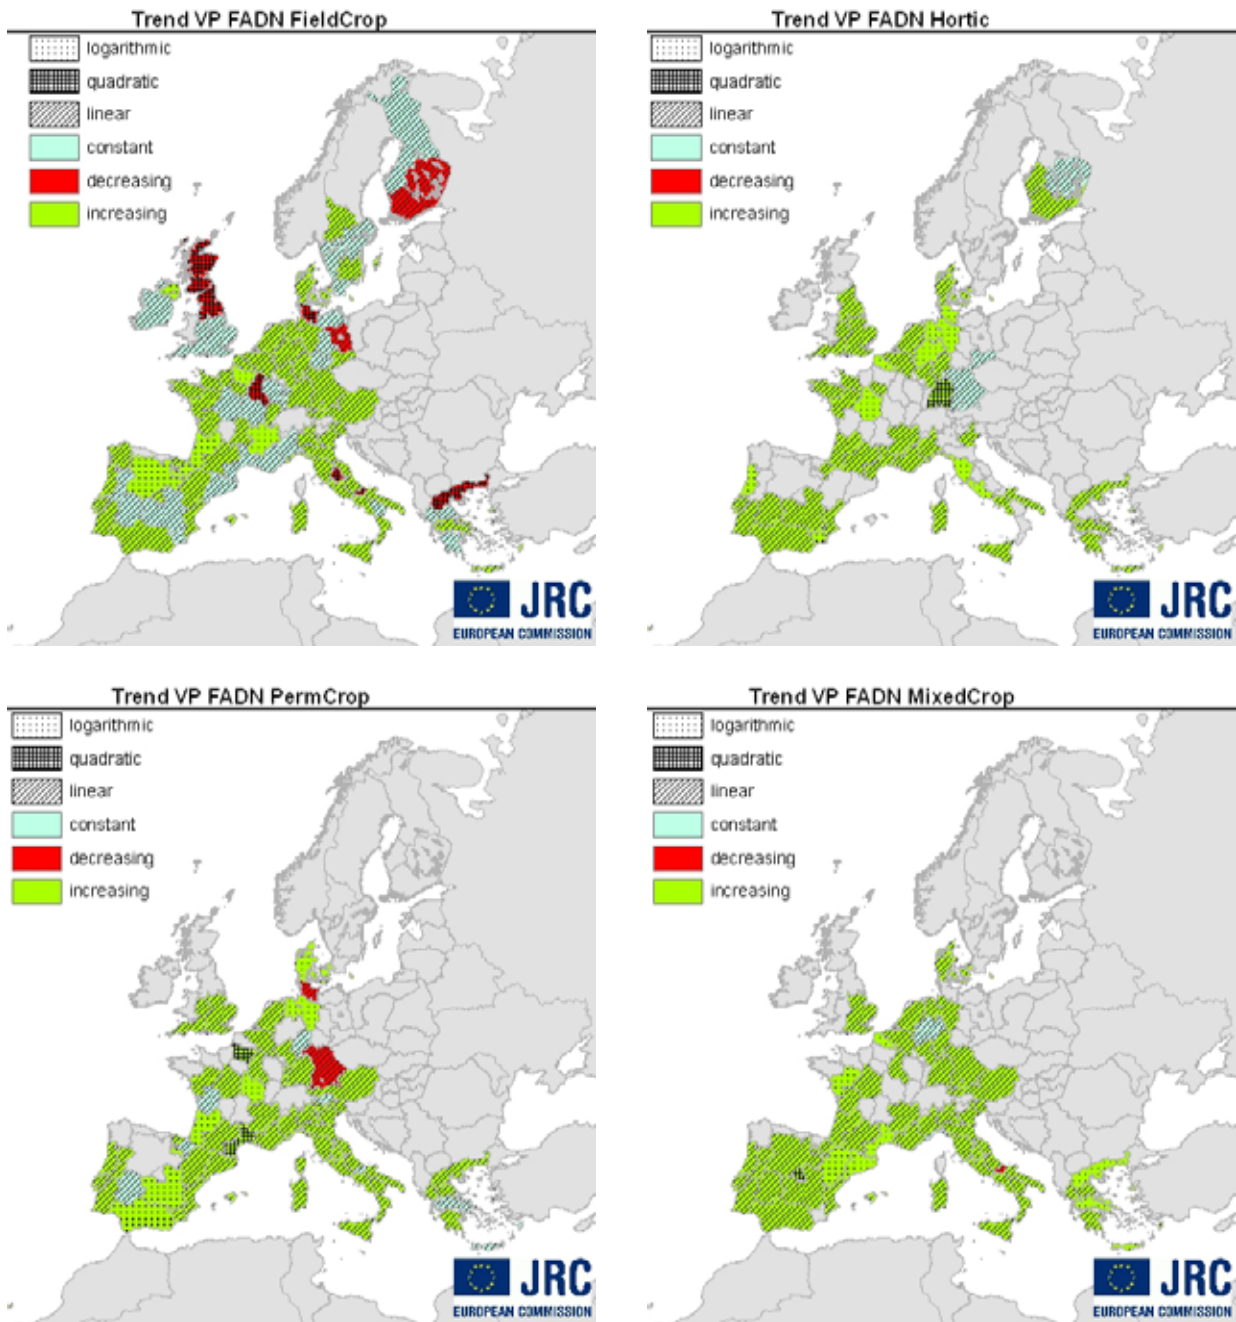 Trend VP FADN FieldCrop
logarithmic
quadratic
linear
constant
decreasing
increasing
JRC
EUROPEAN COMMISSION
Trend VP FADN Hortic
logarithmic
quadratic
linear
constant
decreasing
increasing
JRC
EUROPEAN COMMISSION
Trend VP FADN PermCrop
logarithmic
quadratic
linear
constant
decreasing
increasing
JRC
EUROPEAN COMMISSION
Trend VP FADN MixedCrop
logarithmic
quadratic
linear
constant
decreasing
increasing
JRC
EUROPEAN COMMISSION